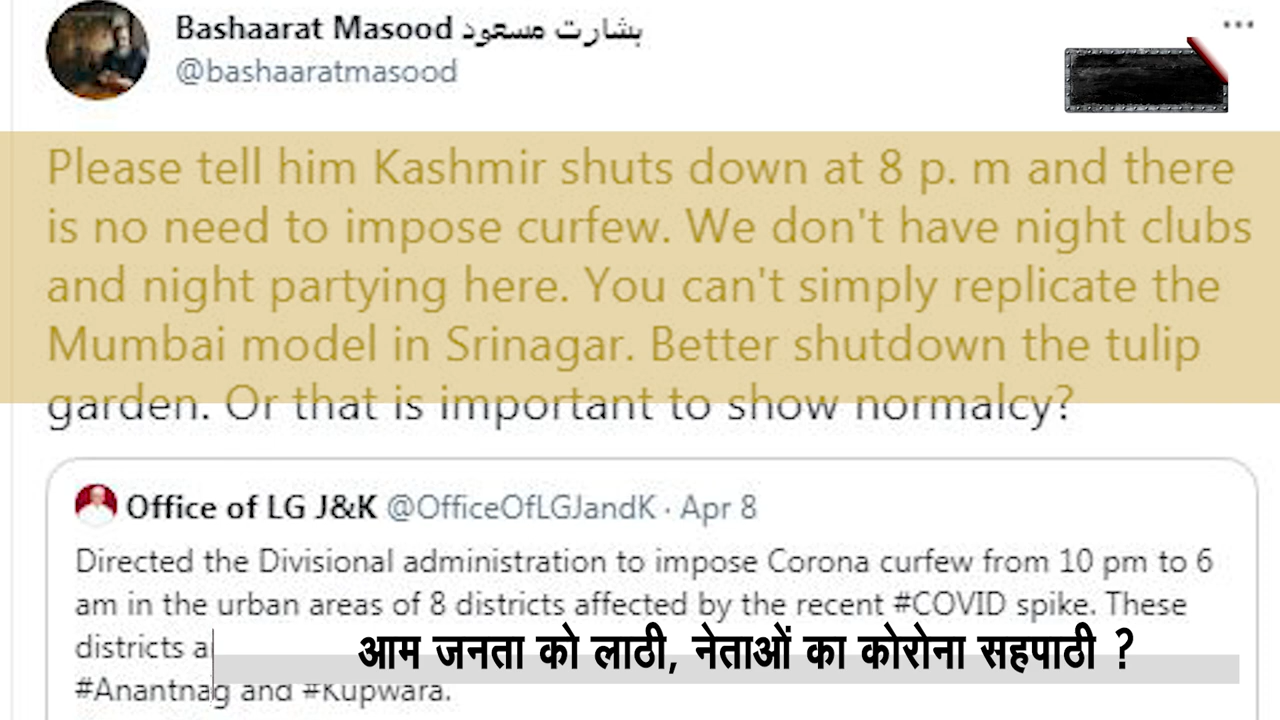 Bashaarat Masood بشارت مسعود
@bashaaratmasood
Please tell him Kashmir shuts down at 8 p. m and there
is no need to impose curfew. We don't have night clubs
and night partying here. You can't simply replicate the
Mumbai model in Srinagar. Better shutdown the tulip
garden. Or that is important to show normalcy?
Office of LG J&K @OfficeOfLGJandK · Apr 8
Directed the Divisional administration to impose Corona curfew from 10 pm to 6
am in the urban areas of 8 districts affected by the recent #COVID spike. These
districts
आम जनता को लाठी, नेताओं का कोरोना सहपाठी ?
#Anantnag and #Kupwara.